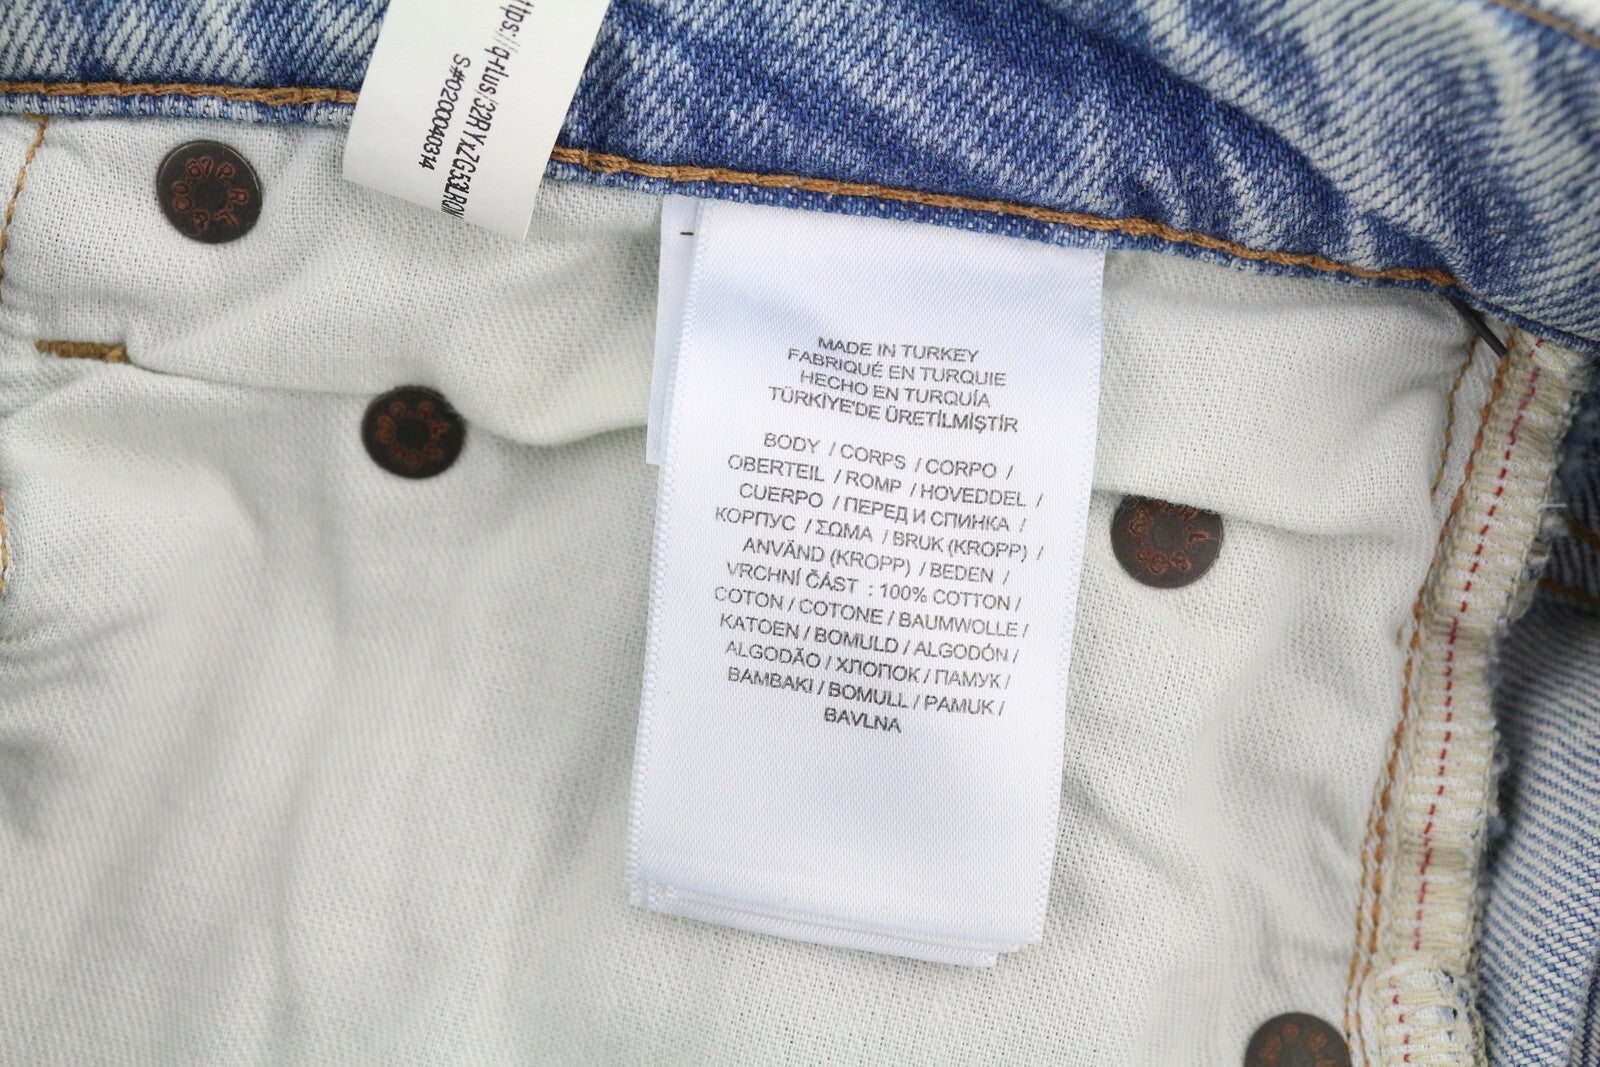 S#0200040314
MADE IN TURKEY
FABRIQUÉ EN TURQUIE
HECHO EN TURQUÍA
TÜRKİYE'DE ÜRETİLMİŞTİR
BODY / CORPS / CORPO /
OBERTEIL / ROMP / HOVEDDEL /
CUERPO / ПЕРЕД И СПИНКА /
КОРПУС / ΣΩΜΑ / BRUK (KROPP) /
ANVÄND (KROPP) / BEDEN /
VRCHNÍ ČÁST : 100% COTTON /
COTON / COTONE / BAUMWOLLE /
KATOEN / BOMULD / ALGODÓN /
ALGODÃO / ХЛОПОК / ПАМУК /
BAMBAKI / BOMULL / PAMUK /
BAVLNA